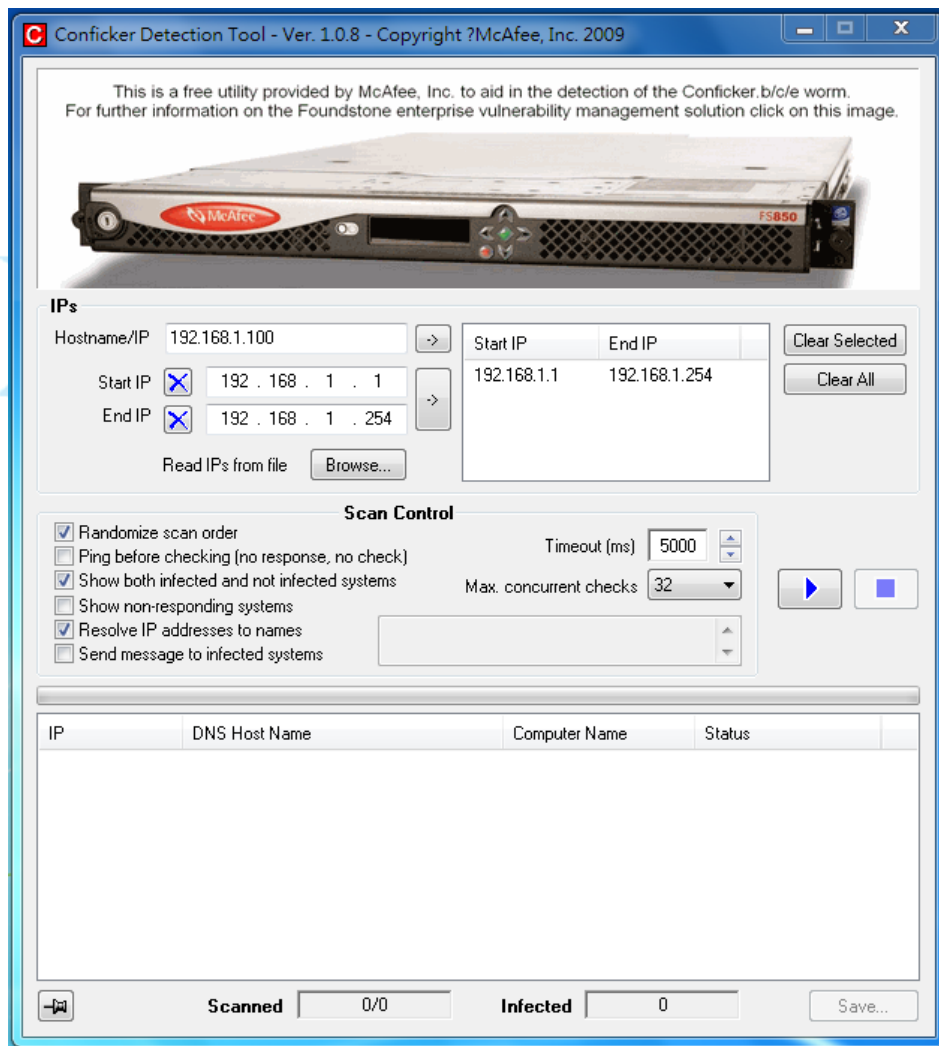 C Conficker Detection Tool - Ver. 1.0.8 - Copyright ?McAfee, Inc. 2009
This is a free utility provided by McAfee, Inc. to aid in the detection of the Conficker.b/c/e worm.
For further information on the Foundstone enterprise vulnerability management solution click on this image.
McAfee
FS850
IPs
Hostname/IP 192.168.1.100 ->
Start IP 192 . 168 . 1 . 1
End IP 192 . 168 . 1 . 254
->
Read IPs from file Browse...
Start IP End IP
192.168.1.1 192.168.1.254
Clear Selected
Clear All
Scan Control
Randomize scan order
Ping before checking (no response, no check)
Show both infected and not infected systems
Show non-responding systems
Resolve IP addresses to names
Send message to infected systems
Timeout (ms) 5000
Max. concurrent checks 32
IP DNS Host Name Computer Name Status
Scanned 0/0 Infected 0 Save...